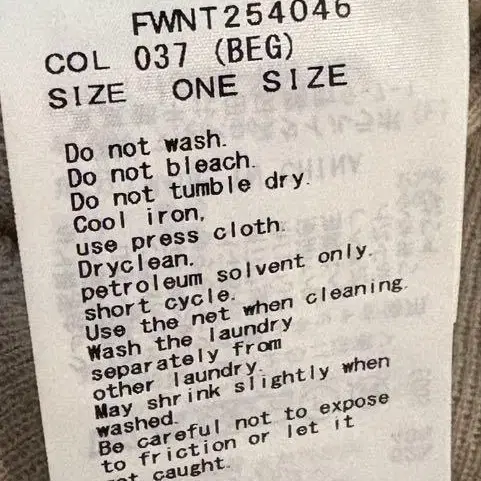 FWNT254046
COL 037 (BEG)
SIZE ONE SIZE
Do not wash.
Do not bleach.
Do not tumble dry.
Cool iron,
use press cloth.
Dryclean.
petroleum solvent only.
short cycle.
Use the net when cleaning.
Wash the laundry
separately from
other laundry.
May shrink slightly when
washed.
Be careful not to expose
to friction or let it
caught.